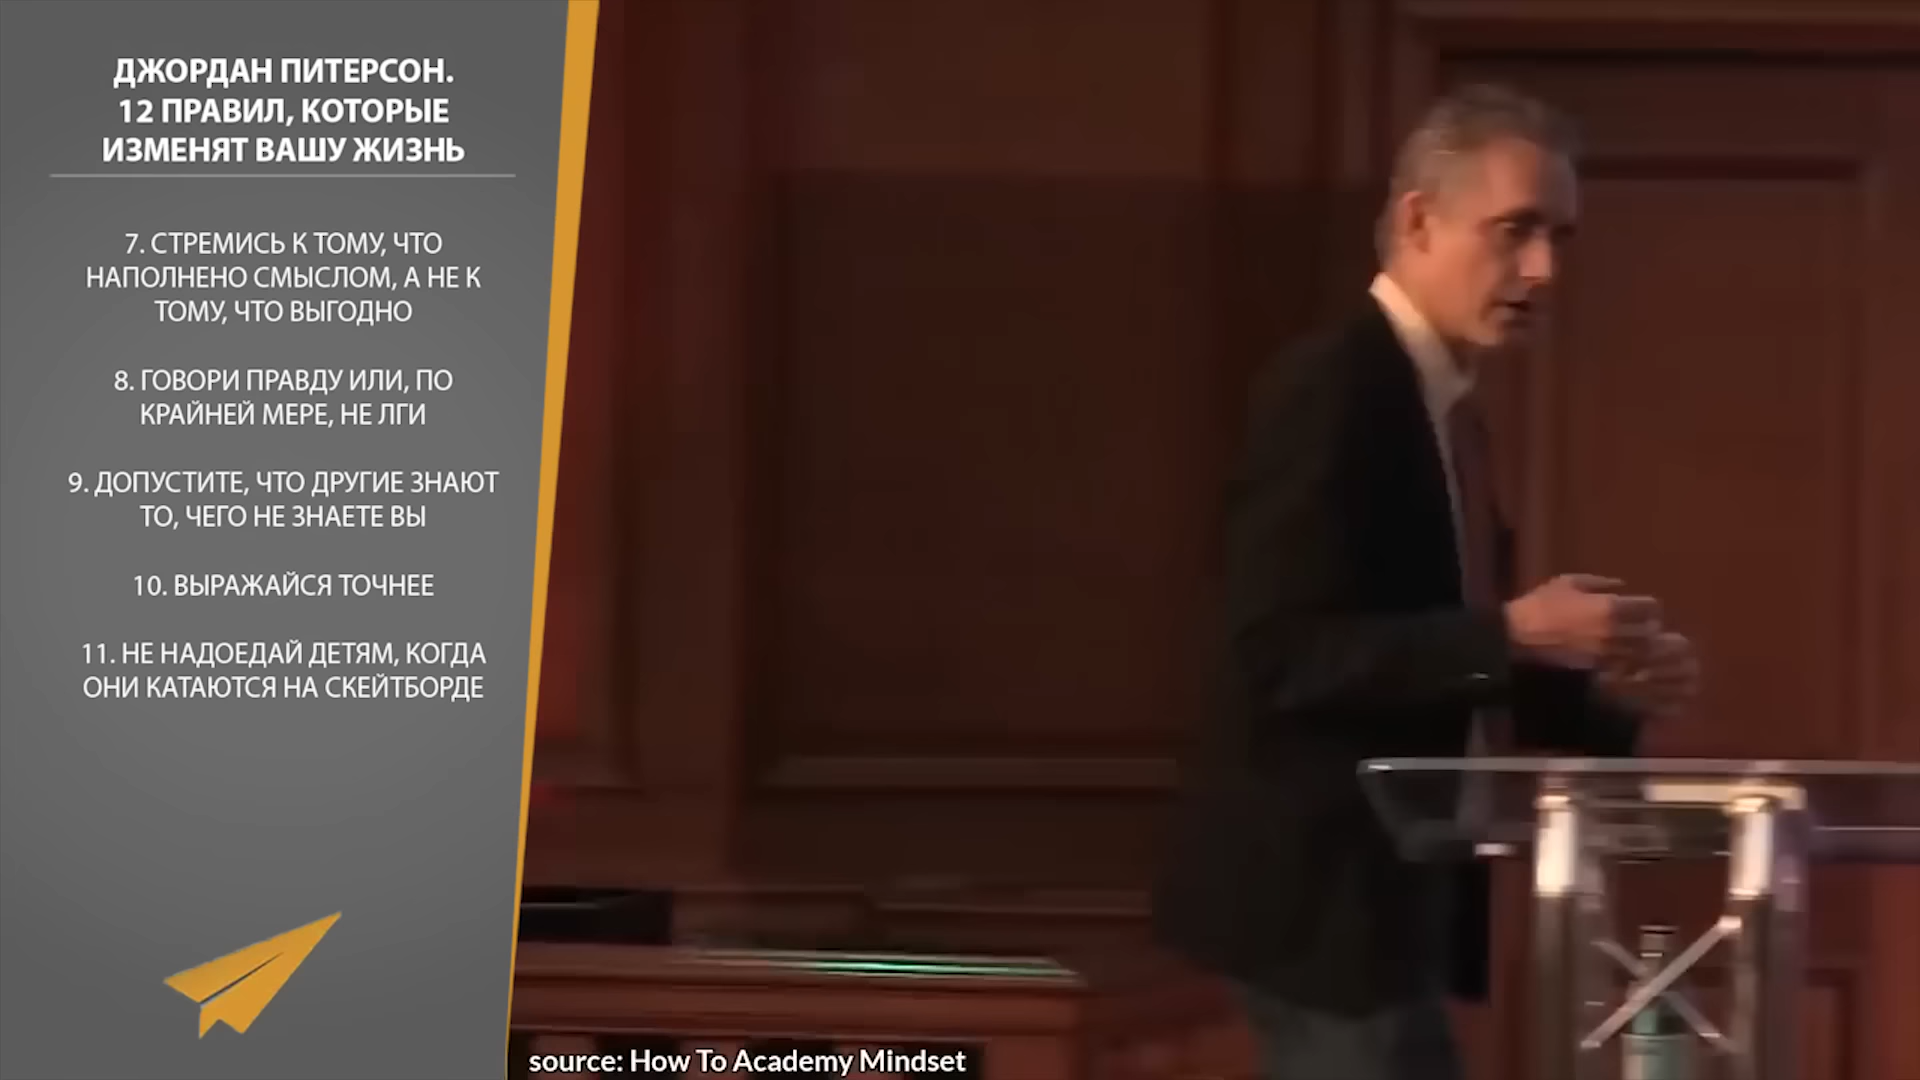 ДЖОРДАН ПИТЕРСОН.
12 ПРАВИЛ, КОТОРЫЕ
ИЗМЕНЯТ ВАШУ ЖИЗНЬ
7. СТРЕМИСЬ К ТОМУ, ЧТО
НАПОЛНЕНО СМЫСЛОМ, А НЕ К
ТОМУ, ЧТО ВЫГОДНО
8. ГОВОРИ ПРАВДУ ИЛИ, ПО
КРАЙНЕЙ МЕРЕ, НЕ ЛГИ
9. ДОПУСТИТЕ, ЧТО ДРУГИЕ ЗНАЮТ
ТО, ЧЕГО НЕ ЗНАЕТЕ ВЫ
10. ВЫРАЖАЙСЯ ТОЧНЕЕ
11. НЕ НАДОЕДАЙ ДЕТЯМ, КОГДА
ОНИ КАТАЮТСЯ НА СКЕЙТБОРДЕ
source: How To Academy Mindset